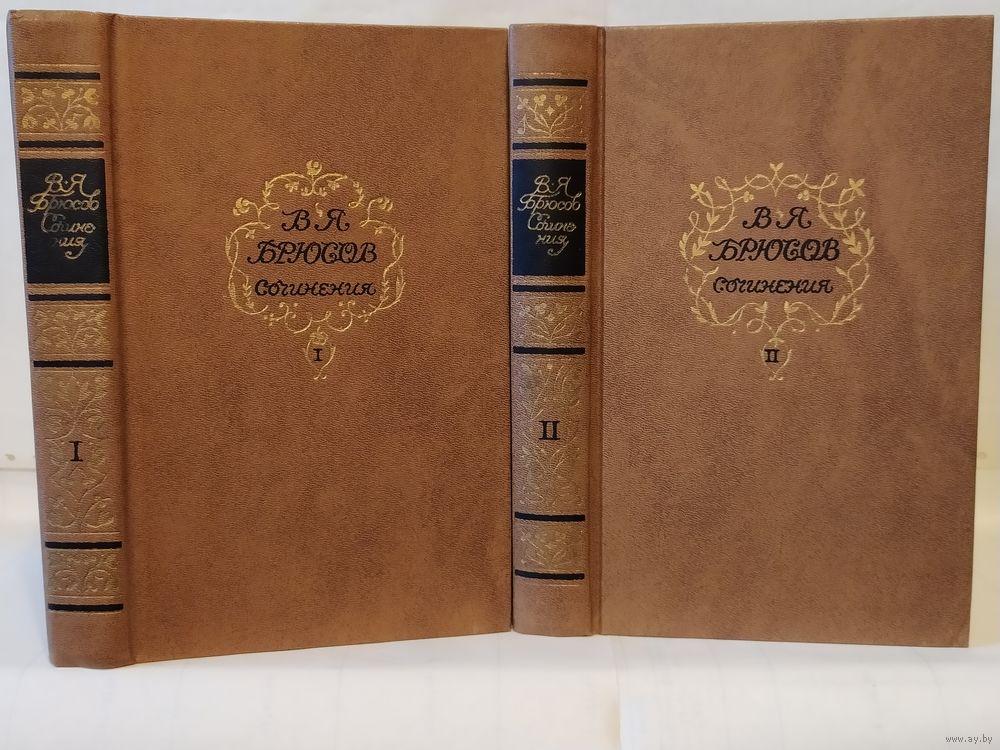 В·Я
Брюсов
Сочине
ния
I
В. Я
БРЮСОВ
Сочинения
I
В·Я
Брюсов
Сочине
ния
II
В. Я
БРЮСОВ
Сочинения
II
www.ay.by